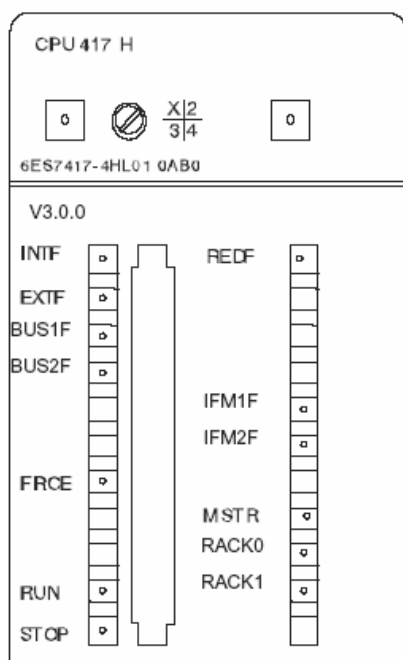 CPU 417 H
X 2
3 4
6ES7417-4HL01 0AB0
V3.0.0
INTF
REDF
EXTF
BUS1F
BUS2F
IFM1F
IFM2F
FRCE
MSTR
RACK0
RUN
RACK1
STOP